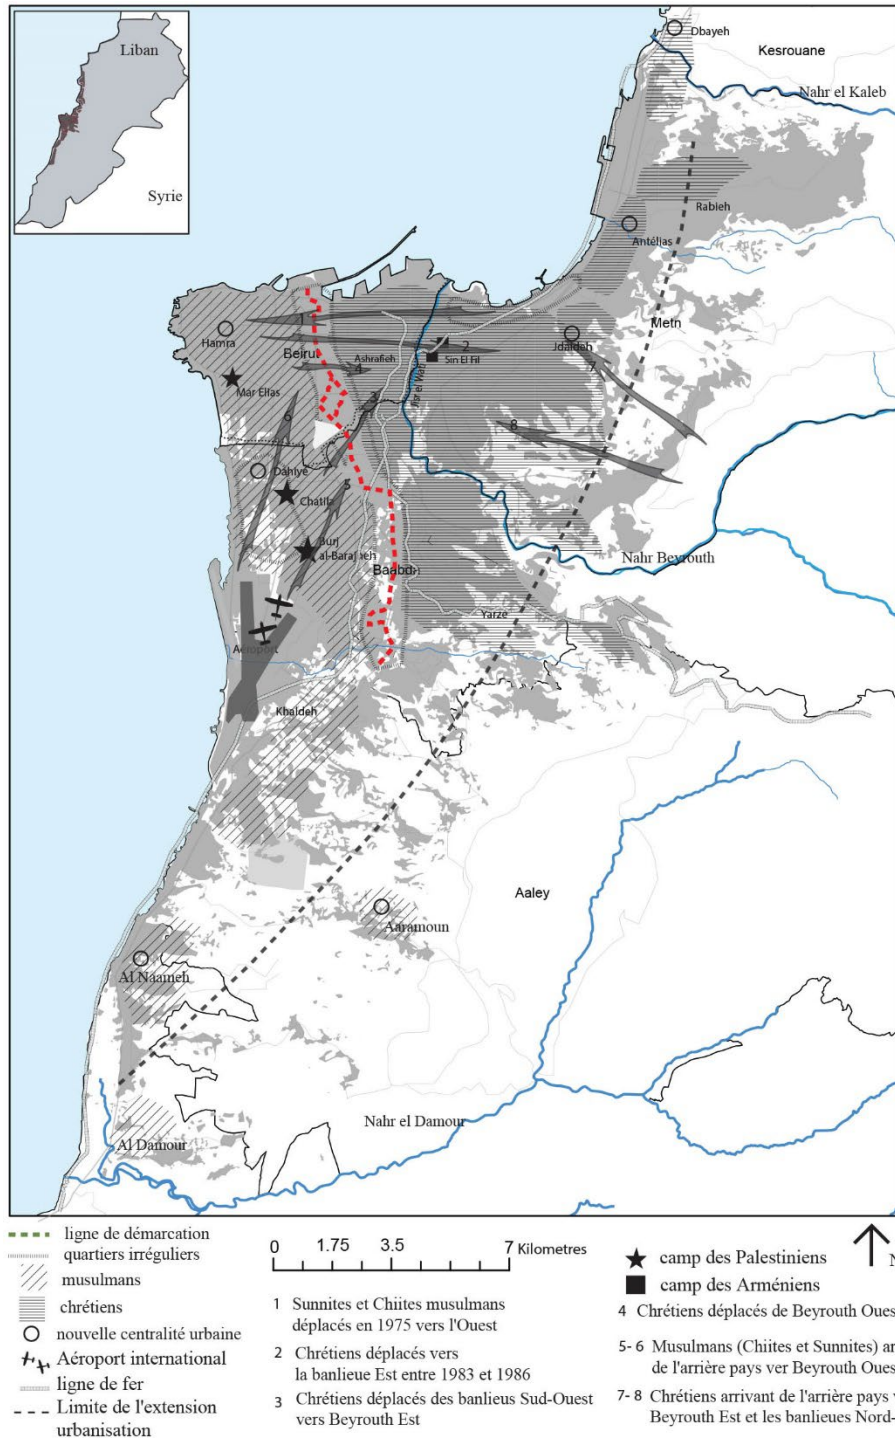 Liban
Syrie
Dbayeh
Kesrouane
Nahr el Kaleb
Rabieh
Antélias
Metn
1
Hamra
Beirut
2
Jdaideh
Ashrafieh
Sin El Fil
4
7
Mar Elias
3
Jisr el Wati
6
8
Dahiye
5
Chatila
Burj
al-Barajneh
Nahr Beyrouth
Baabda
Yarze
Aéroport
Khaldeh
Aaley
Aaramoun
Al Naameh
Nahr el Damour
Al Damour
ligne de démarcation
quartiers irréguliers
musulmans
chrétiens
nouvelle centralité urbaine
Aéroport international
ligne de fer
Limite de l'extension
urbanisation
0 1.75 3.5 7 Kilometres
1 Sunnites et Chiites musulmans
déplacés en 1975 vers l'Ouest
2 Chrétiens déplacés vers
la banlieue Est entre 1983 et 1986
3 Chrétiens déplacés des banlieus Sud-Ouest
vers Beyrouth Est
N
camp des Palestiniens
camp des Arméniens
4 Chrétiens déplacés de Beyrouth Oues
5- 6 Musulmans (Chiites et Sunnites) ar
de l'arrière pays ver Beyrouth Oues
7- 8 Chrétiens arrivant de l'arrière pays v
Beyrouth Est et les banlieues Nord-